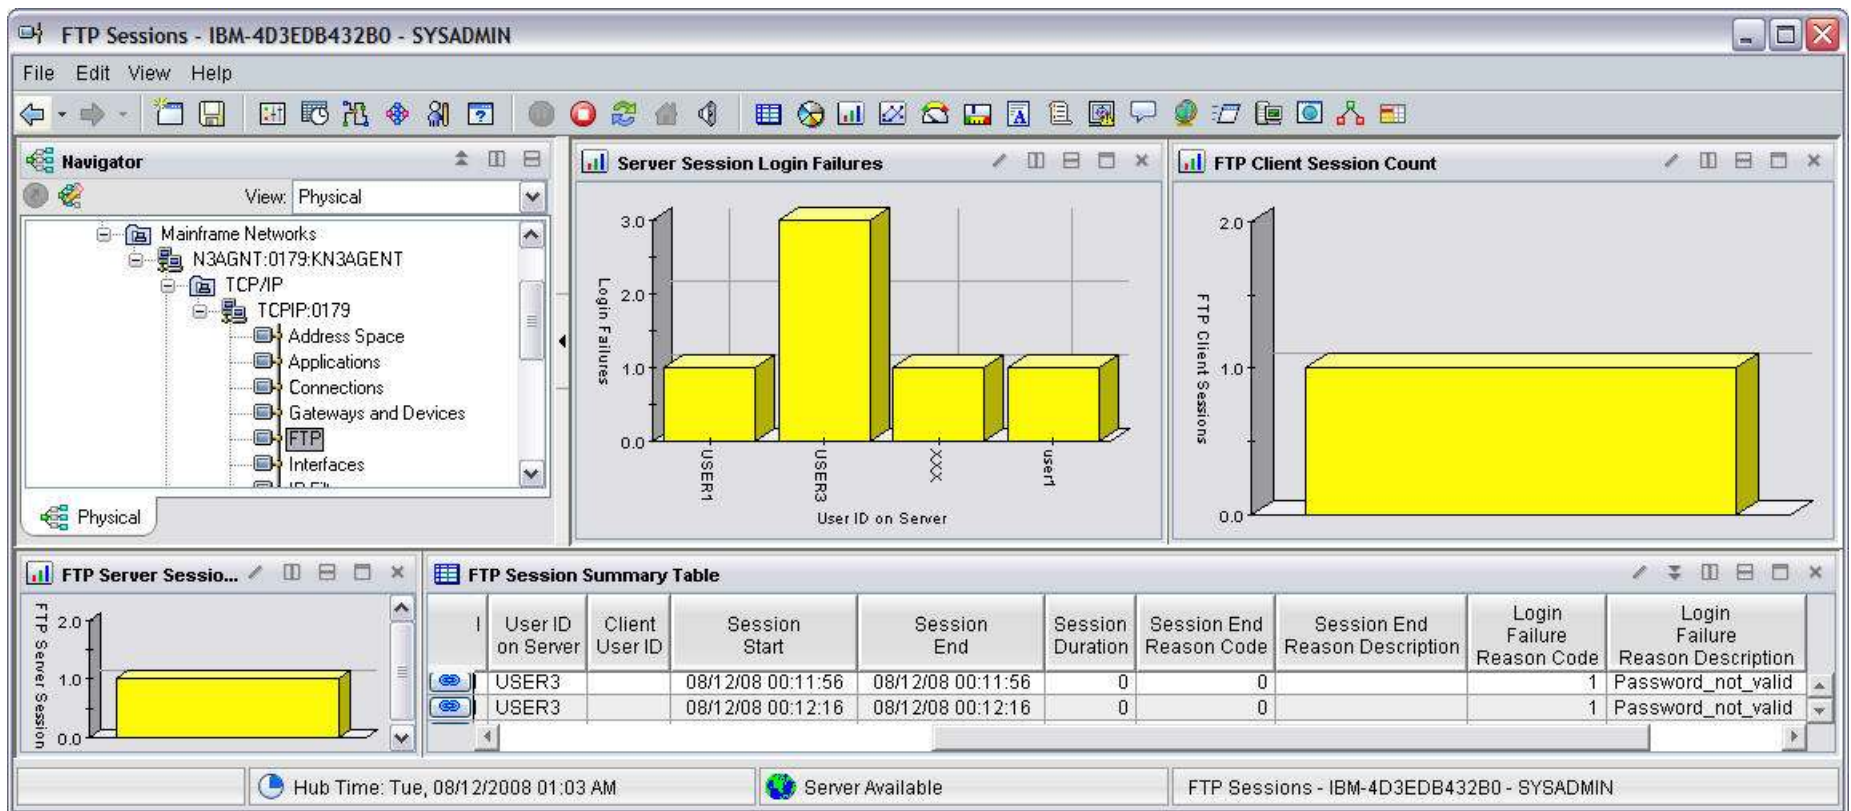 FTP Sessions - IBM-4D3EDB432B0 - SYSADMIN
File Edit View Help
Navigator
View: Physical
Mainframe Networks
N3AGNT:0179:KN3AGENT
TCP/IP
TCPIP:0179
Address Space
Applications
Connections
Gateways and Devices
FTP
Interfaces
Physical
Server Session Login Failures
3.0
2.0
1.0
0.0
Login Failures
USER1 USER3 XXX user1
User ID on Server
FTP Client Session Count
2.0
1.0
0.0
FTP Client Sessions
FTP Server Sessio...
FTP Server Session
2.0
1.0
0.0
FTP Session Summary Table
User ID on Server Client User ID Session Start Session End Session Duration Session End Reason Code Session End Reason Description Login Failure Reason Code Login Failure Reason Description
USER3 08/12/08 00:11:56 08/12/08 00:11:56 0 0 1 Password_not_valid
USER3 08/12/08 00:12:16 08/12/08 00:12:16 0 0 1 Password_not_valid
Hub Time: Tue, 08/12/2008 01:03 AM
Server Available
FTP Sessions - IBM-4D3EDB432B0 - SYSADMIN